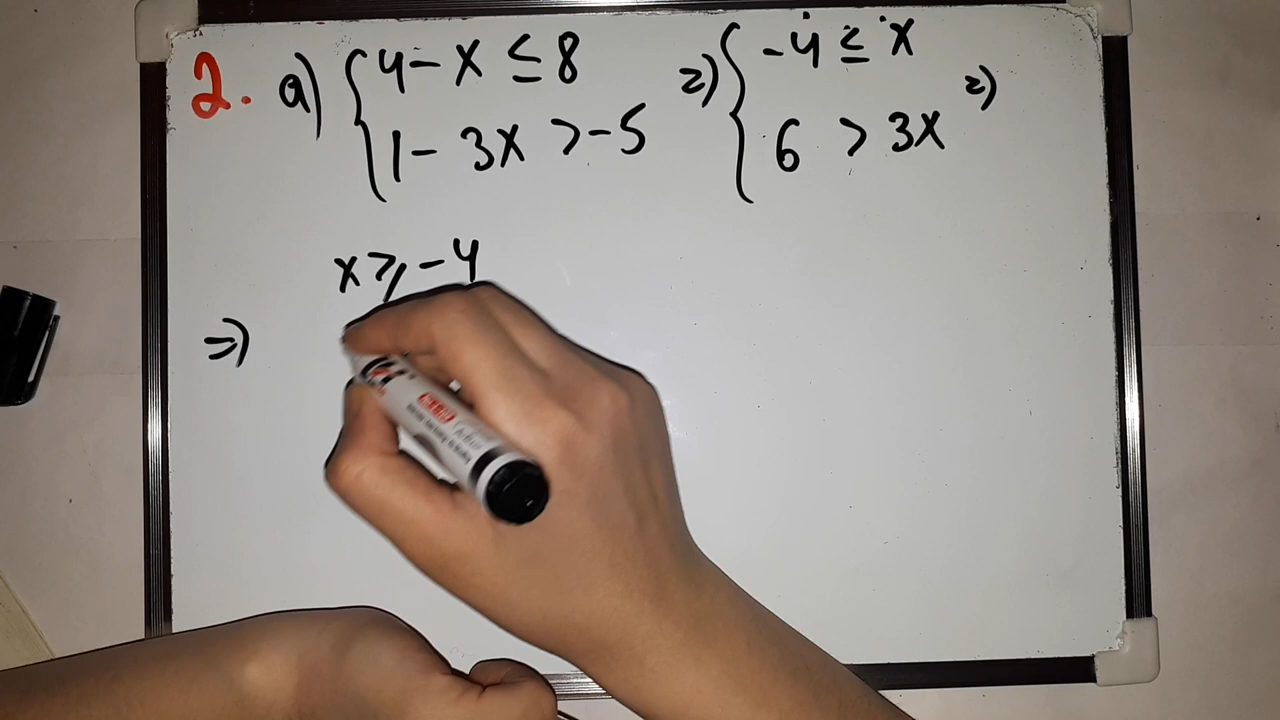 2. a) { 4 - x ≤ 8 => { -4 ≤ x =>
1 - 3x > -5 6 > 3x
x ⩾ -4
=>